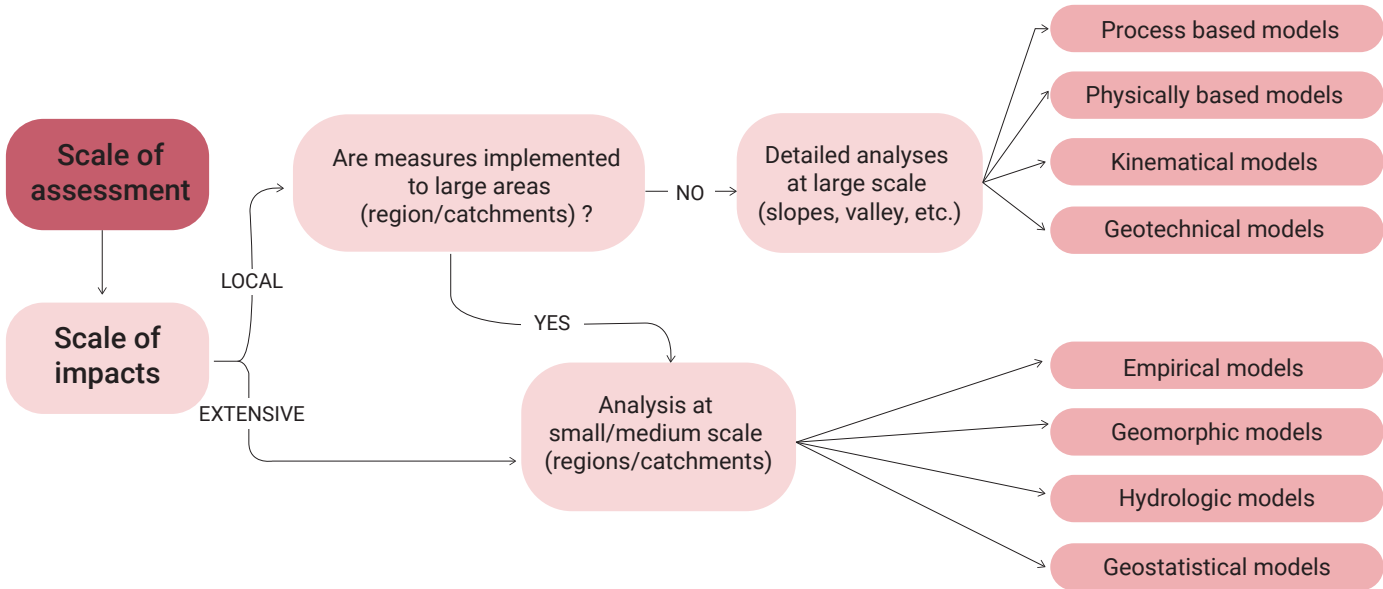 Scale of
assessment
Scale of
impacts
LOCAL
EXTENSIVE
Are measures implemented
to large areas
(region/catchments) ?
NO
YES
Detailed analyses
at large scale
(slopes, valley, etc.)
Analysis at
small/medium scale
(regions/catchments)
Process based models
Physically based models
Kinematical models
Geotechnical models
Empirical models
Geomorphic models
Hydrologic models
Geostatistical models